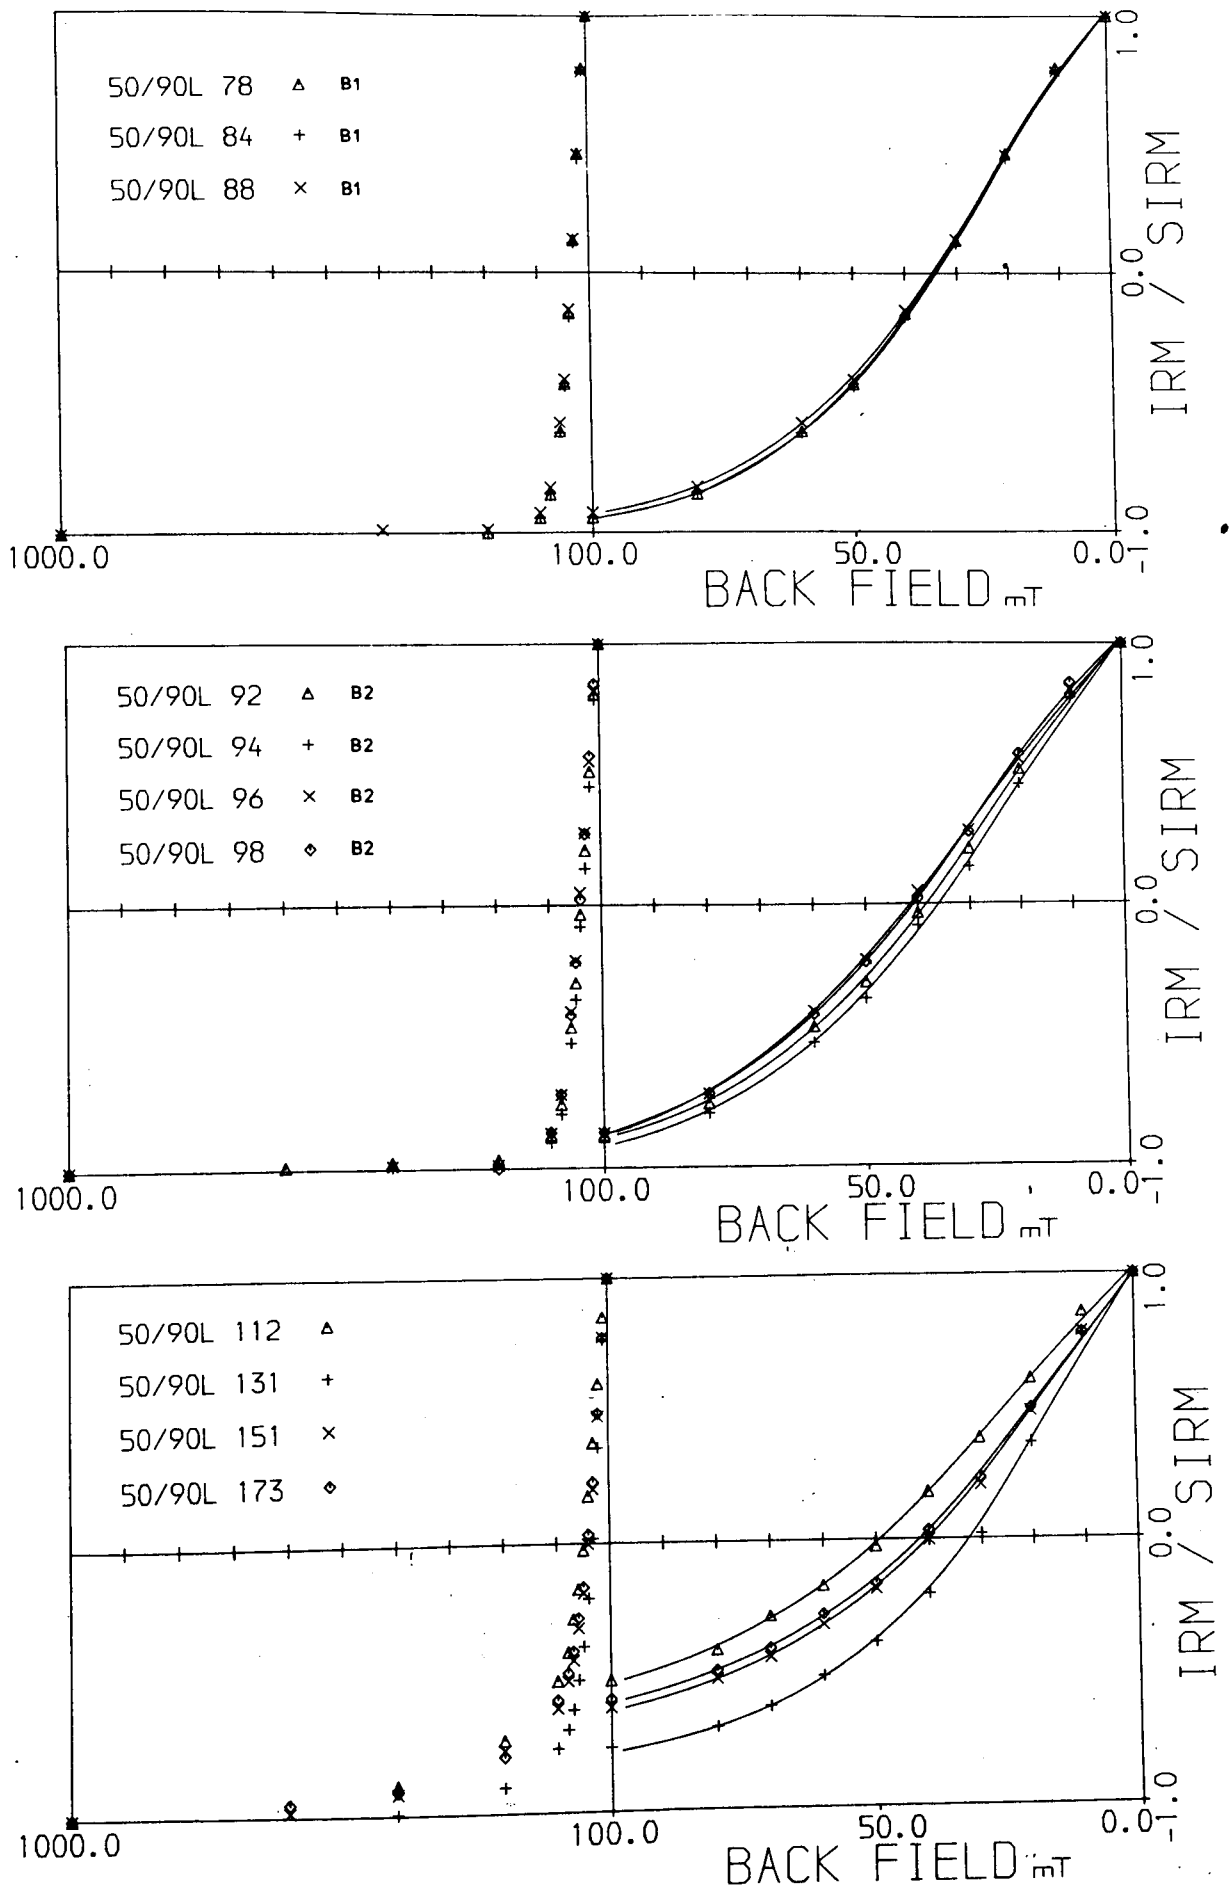 1.0
50/90L 78 △ B1
50/90L 84 + B1
50/90L 88 × B1
0.0
IRM / SIRM
-1.0
1000.0 100.0 50.0 0.0
BACK FIELD mT
1.0
50/90L 92 △ B2
50/90L 94 + B2
50/90L 96 × B2
50/90L 98 ◇ B2
0.0
IRM / SIRM
-1.0
1000.0 100.0 50.0 0.0
BACK FIELD mT
1.0
50/90L 112 △
50/90L 131 +
50/90L 151 ×
50/90L 173 ◇
0.0
IRM / SIRM
-1.0
1000.0 100.0 50.0 0.0
BACK FIELD mT